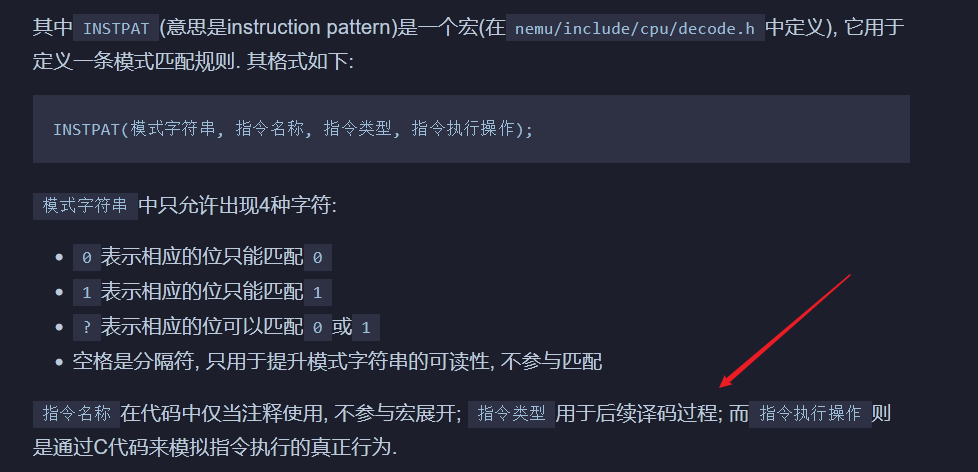 其中 INSTPAT (意思是instruction pattern)是一个宏(在 nemu/include/cpu/decode.h 中定义), 它用于
定义一条模式匹配规则. 其格式如下:
INSTPAT(模式字符串, 指令名称, 指令类型, 指令执行操作);
模式字符串 中只允许出现4种字符:
• 0 表示相应的位只能匹配 0
• 1 表示相应的位只能匹配 1
• ? 表示相应的位可以匹配 0 或 1
• 空格是分隔符, 只用于提升模式字符串的可读性, 不参与匹配
指令名称 在代码中仅当注释使用, 不参与宏展开; 指令类型 用于后续译码过程; 而 指令执行操作 则
是通过C代码来模拟指令执行的真正行为.